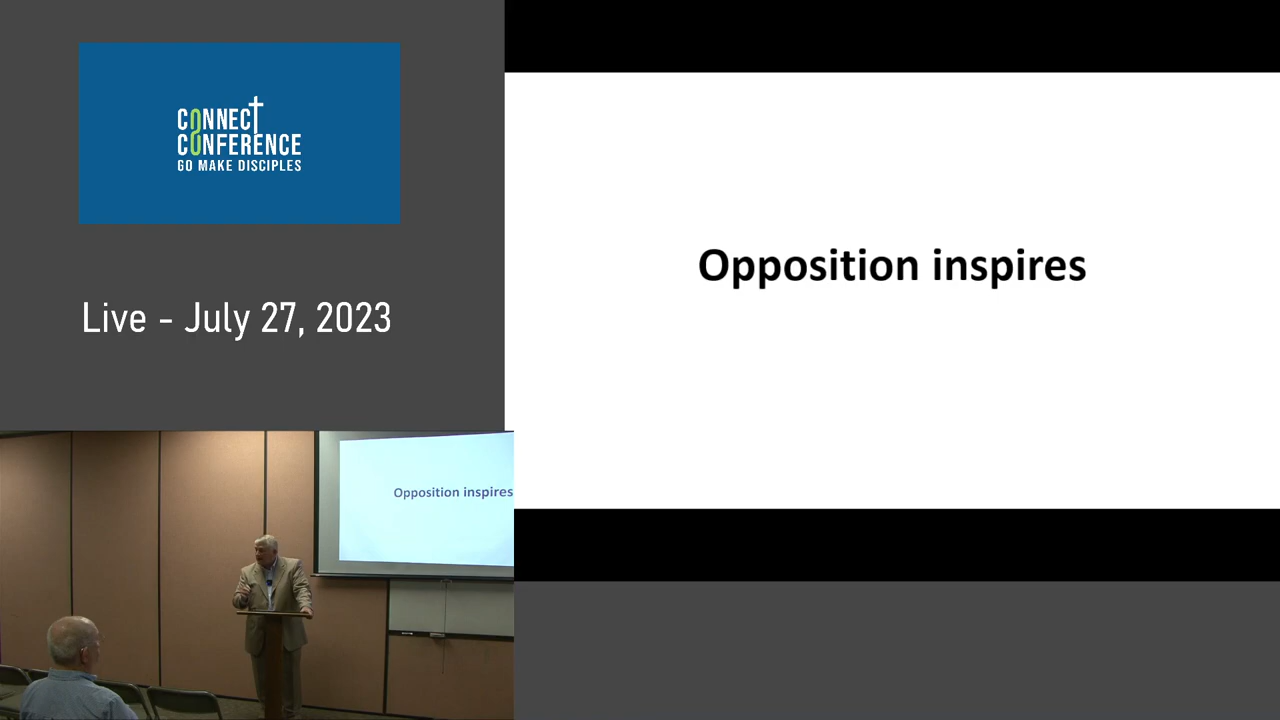 CONNECT
CONFERENCE
GO MAKE DISCIPLES
Live - July 27, 2023
Opposition inspires
Opposition inspires